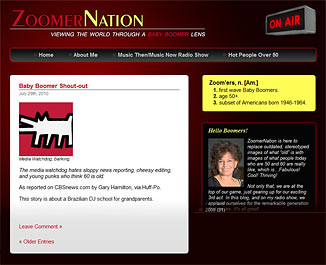 ZOOMERNATION
VIEWING THE WORLD THROUGH A BABY BOOMER LENS
ON AIR
Home
About Me
Music Then/Music Now Radio Show
Hot People Over 50
Baby Boomer Shout-out
July 29th, 2010
Media Watchdog, barking
The media watchdog hates sloppy news reporting, cheesy editing,
and young punks who think 60 is old.
As reported on CBSnews.com by Gary Hamilton, via Huff-Po.
This story is about a Brazilian DJ school for grandparents.
Leave Comment »
« Older Entries
Zoom'ers, n. [Am.]
1. first wave Baby Boomers.
2. age 50+.
3. subset of Americans born 1946-1964.
Hello Boomers!
ZoomerNation is here to
replace outdated, stereotyped
images of what "old" is with
images of what people today
who are 50 and 60 are really
like, which is...Fabulous!
Cool! Thriving!
Not only that, we are at the
top of our game, just gearing up for our exciting
3rd act. In this blog, and on my radio show, we
applaud ourselves for the remarkable generation